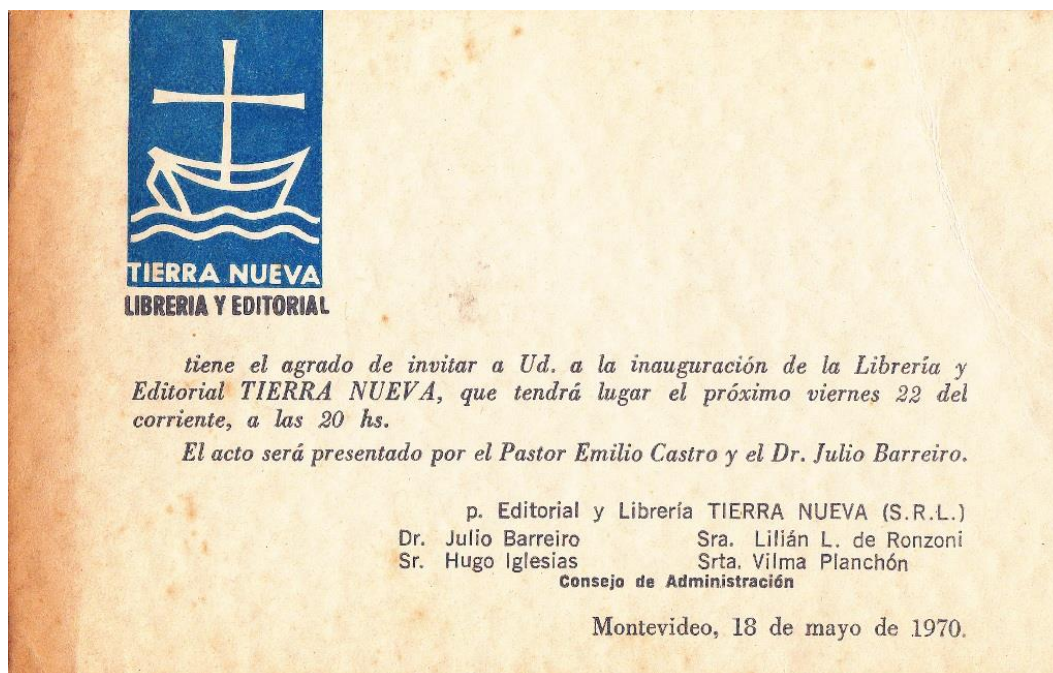 TIERRA NUEVA
LIBRERIA Y EDITORIAL
tiene el agrado de invitar a Ud. a la inauguración de la Librería y
Editorial TIERRA NUEVA, que tendrá lugar el próximo viernes 22 del
corriente, a las 20 hs.
El acto será presentado por el Pastor Emilio Castro y el Dr. Julio Barreiro.
p. Editorial y Librería TIERRA NUEVA (S.R.L.)
Dr. Julio Barreiro Sra. Lilián L. de Ronzoni
Sr. Hugo Iglesias Srta. Vilma Planchón
Consejo de Administración
Montevideo, 18 de mayo de 1970.